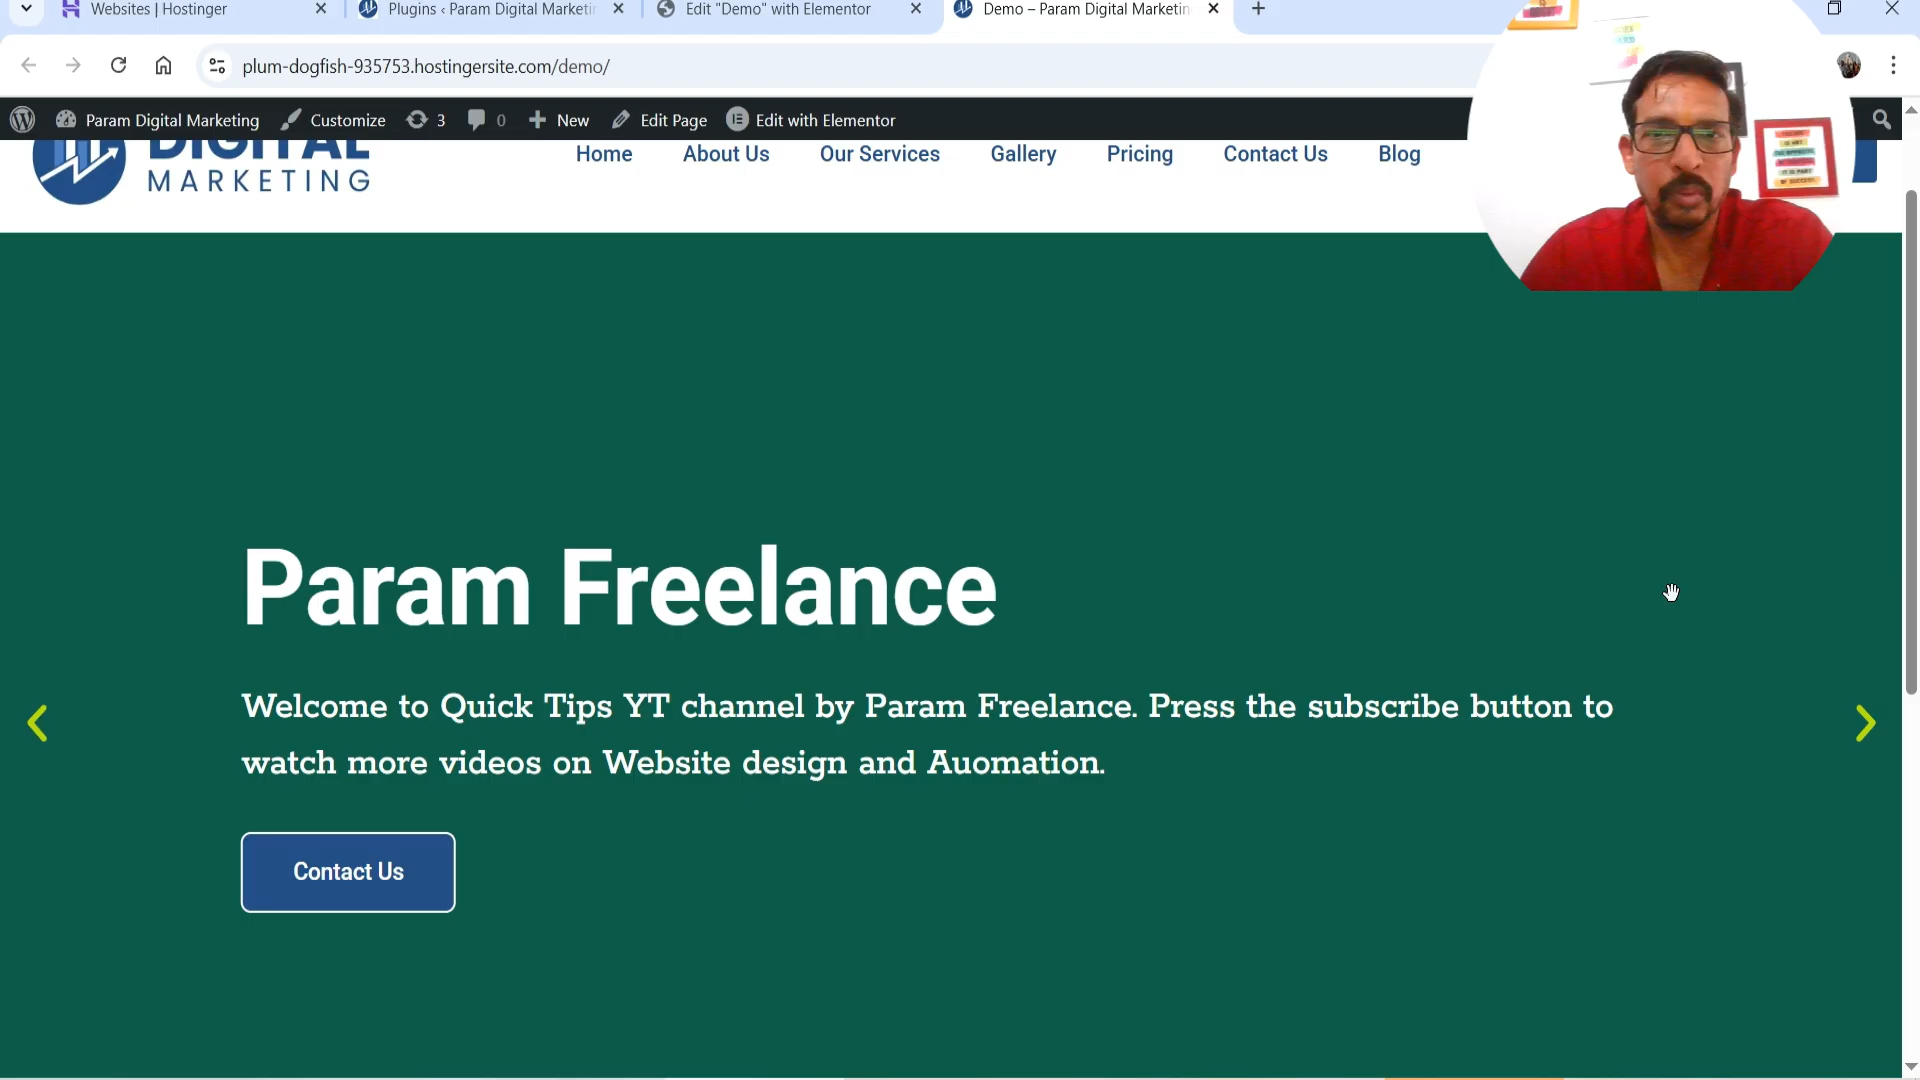 Websites | Hostinger
Plugins ‹ Param Digital Marketin
Edit "Demo" with Elementor
Demo – Param Digital Marketin
plum-dogfish-935753.hostingersite.com/demo/
Param Digital Marketing
Customize
3
0
New
Edit Page
Edit with Elementor
DIGITAL
MARKETING
Home
About Us
Our Services
Gallery
Pricing
Contact Us
Blog
Param Freelance
Welcome to Quick Tips YT channel by Param Freelance. Press the subscribe button to
watch more videos on Website design and Auomation.
Contact Us